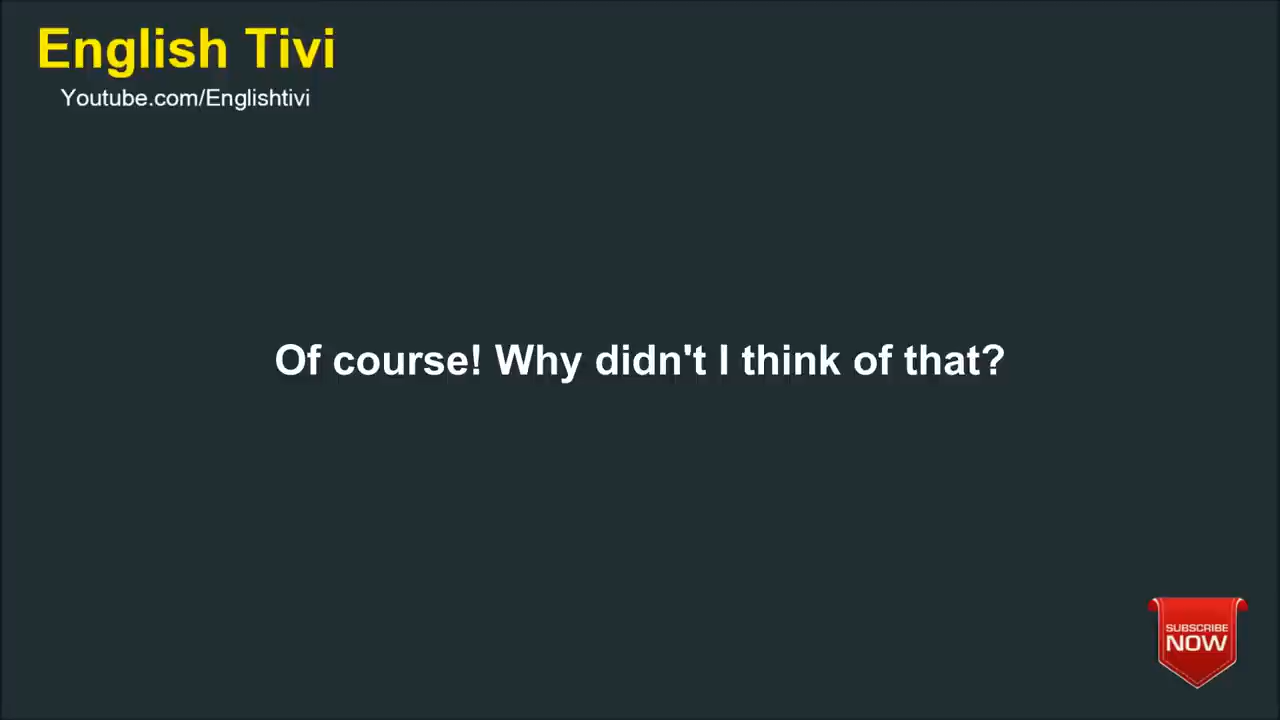 English Tivi
Youtube.com/Englishtivi
Of course! Why didn't I think of that?
SUBSCRIBE
NOW